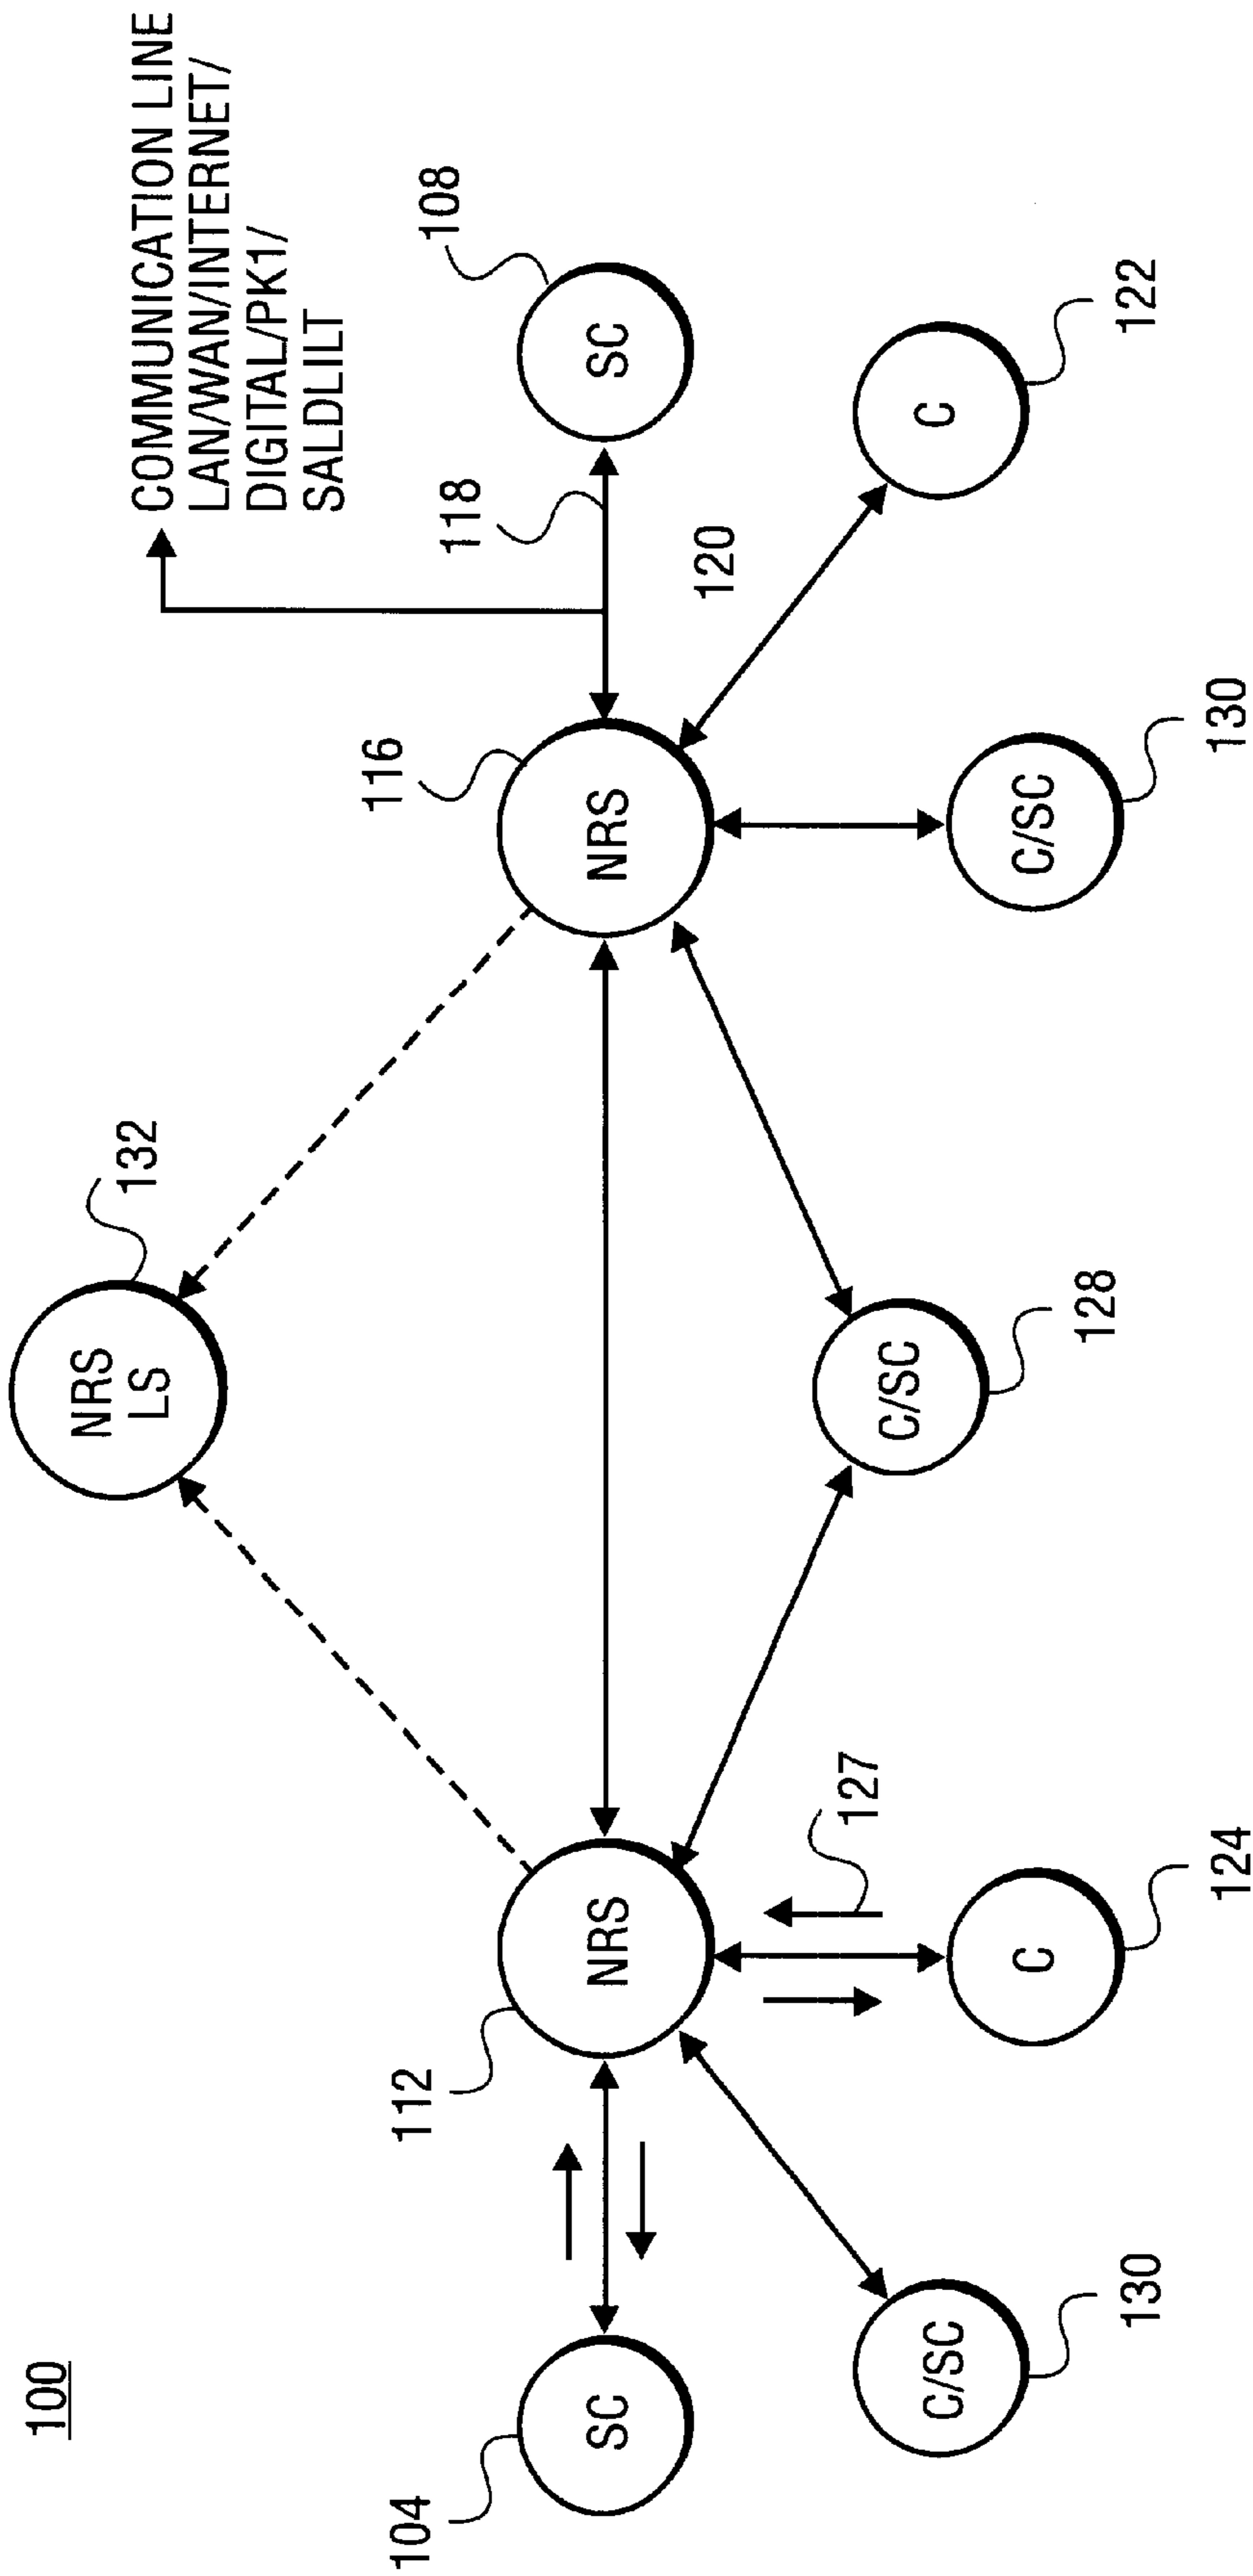 100
COMMUNICATION LINE
LAN/WAN/INTERNET/
DIGITAL/PK1/
SALDLILT
NRS
LS
132
104
SC
112
NRS
116
NRS
118
SC
108
120
C
122
C/SC
130
127
C
124
C/SC
128
C/SC
130